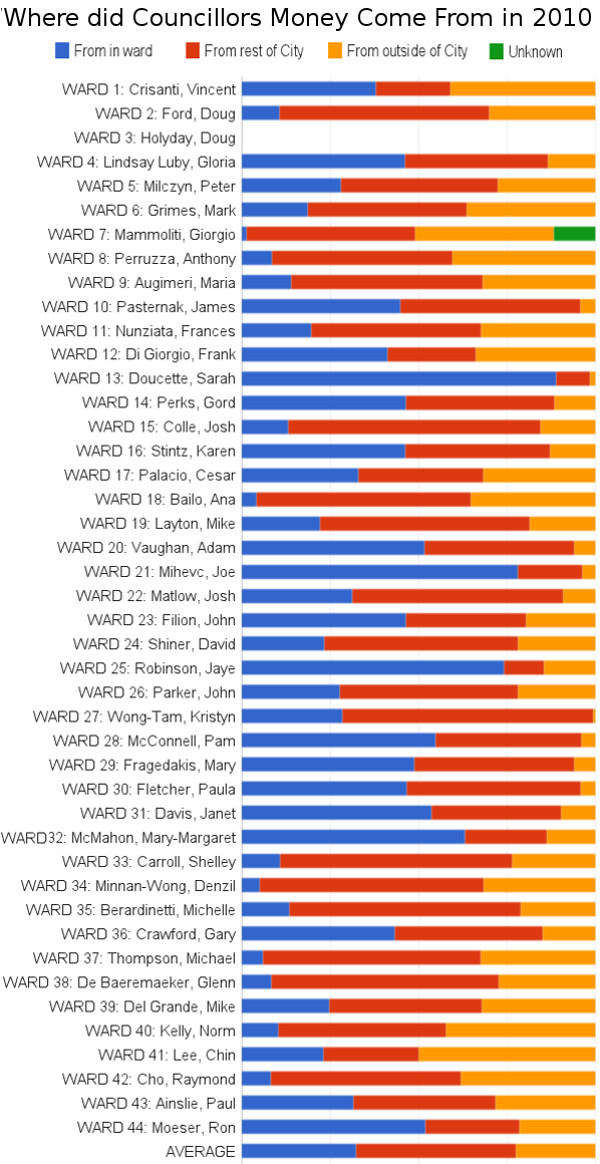 Where did Councillors Money Come From in 2010
From in ward From rest of City From outside of City Unknown
WARD 1: Crisanti, Vincent
WARD 2: Ford, Doug
WARD 3: Holyday, Doug
WARD 4: Lindsay Luby, Gloria
WARD 5: Milczyn, Peter
WARD 6: Grimes, Mark
WARD 7: Mammoliti, Giorgio
WARD 8: Perruzza, Anthony
WARD 9: Augimeri, Maria
WARD 10: Pasternak, James
WARD 11: Nunziata, Frances
WARD 12: Di Giorgio, Frank
WARD 13: Doucette, Sarah
WARD 14: Perks, Gord
WARD 15: Colle, Josh
WARD 16: Stintz, Karen
WARD 17: Palacio, Cesar
WARD 18: Bailo, Ana
WARD 19: Layton, Mike
WARD 20: Vaughan, Adam
WARD 21: Mihevc, Joe
WARD 22: Matlow, Josh
WARD 23: Filion, John
WARD 24: Shiner, David
WARD 25: Robinson, Jaye
WARD 26: Parker, John
WARD 27: Wong-Tam, Kristyn
WARD 28: McConnell, Pam
WARD 29: Fragedakis, Mary
WARD 30: Fletcher, Paula
WARD 31: Davis, Janet
WARD32: McMahon, Mary-Margaret
WARD 33: Carroll, Shelley
WARD 34: Minnan-Wong, Denzil
WARD 35: Berardinetti, Michelle
WARD 36: Crawford, Gary
WARD 37: Thompson, Michael
WARD 38: De Baeremaeker, Glenn
WARD 39: Del Grande, Mike
WARD 40: Kelly, Norm
WARD 41: Lee, Chin
WARD 42: Cho, Raymond
WARD 43: Ainslie, Paul
WARD 44: Moeser, Ron
AVERAGE